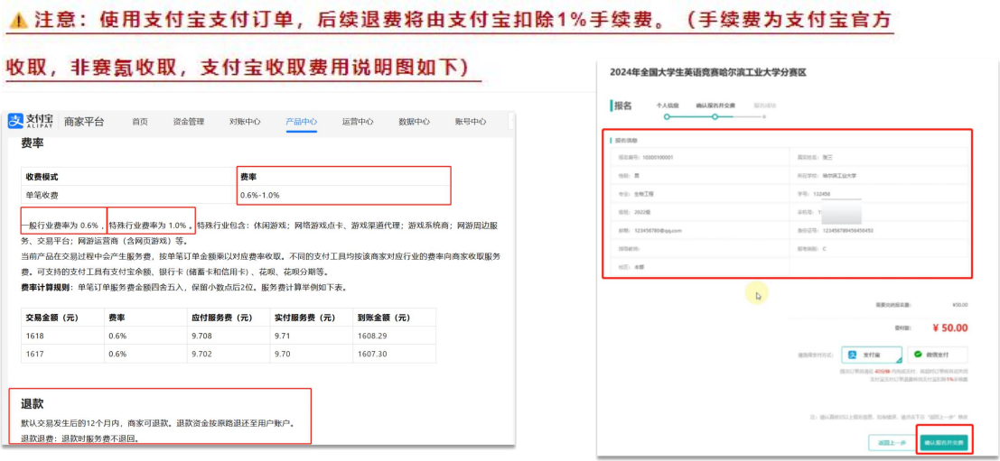 注意：使用支付宝支付订单，后续退费将由支付宝扣除1%手续费。（手续费为支付宝官方
收取，非赛氪收取，支付宝收取费用说明图如下）
支付宝 ALIPAY 商家平台 首页 资金管理 对账中心 产品中心 运营中心 数据中心 账号中心
费率
收费模式 费率
单笔收费 0.6%-1.0%
一般行业费率为 0.6% ，特殊行业费率为 1.0% 。特殊行业包含：休闲游戏；网络游戏点卡、游戏渠道代理；游戏系统商；网游周边服
务、交易平台；网游运营商（含网页游戏）等。
当前产品在交易过程中会产生服务费，按单笔订单金额乘以对应费率收取。不同的支付工具均按该商家对应行业的费率向商家收取服务
费。可支持的支付工具有支付宝余额、银行卡 (储蓄卡和信用卡) 、花呗、花呗分期等。
费率计算规则：单笔订单服务费金额四舍五入，保留小数点后2位。服务费计算举例如下表。
交易金额（元） 费率 应付服务费（元） 实付服务费（元） 到账金额（元）
1618 0.6% 9.708 9.71 1608.29
1617 0.6% 9.702 9.70 1607.30
退款
默认交易发生后的12个月内，商家可退款。退款资金按原路退还至用户账户。
退款退费：退款时服务费不退回。
2024年全国大学生英语竞赛哈尔滨工业大学分赛区
报名 个人信息 确认报名并交费 报名成功
报名信息
报名编号：10300100001 真实姓名：张三
性别：男 所在学校：哈尔滨工业大学
专业：生物工程 学号：132456
年级：2022级 手机号：1
邮箱：123456789@qq.com 身份证号：123456789456456453
指导教师： 报考级别：C
校区：本部
需要交的报名费： ¥50.00
应付款： ¥ 50.00
请选择支付方式： 支付宝 微信支付
返回上一步 确认报名并交费